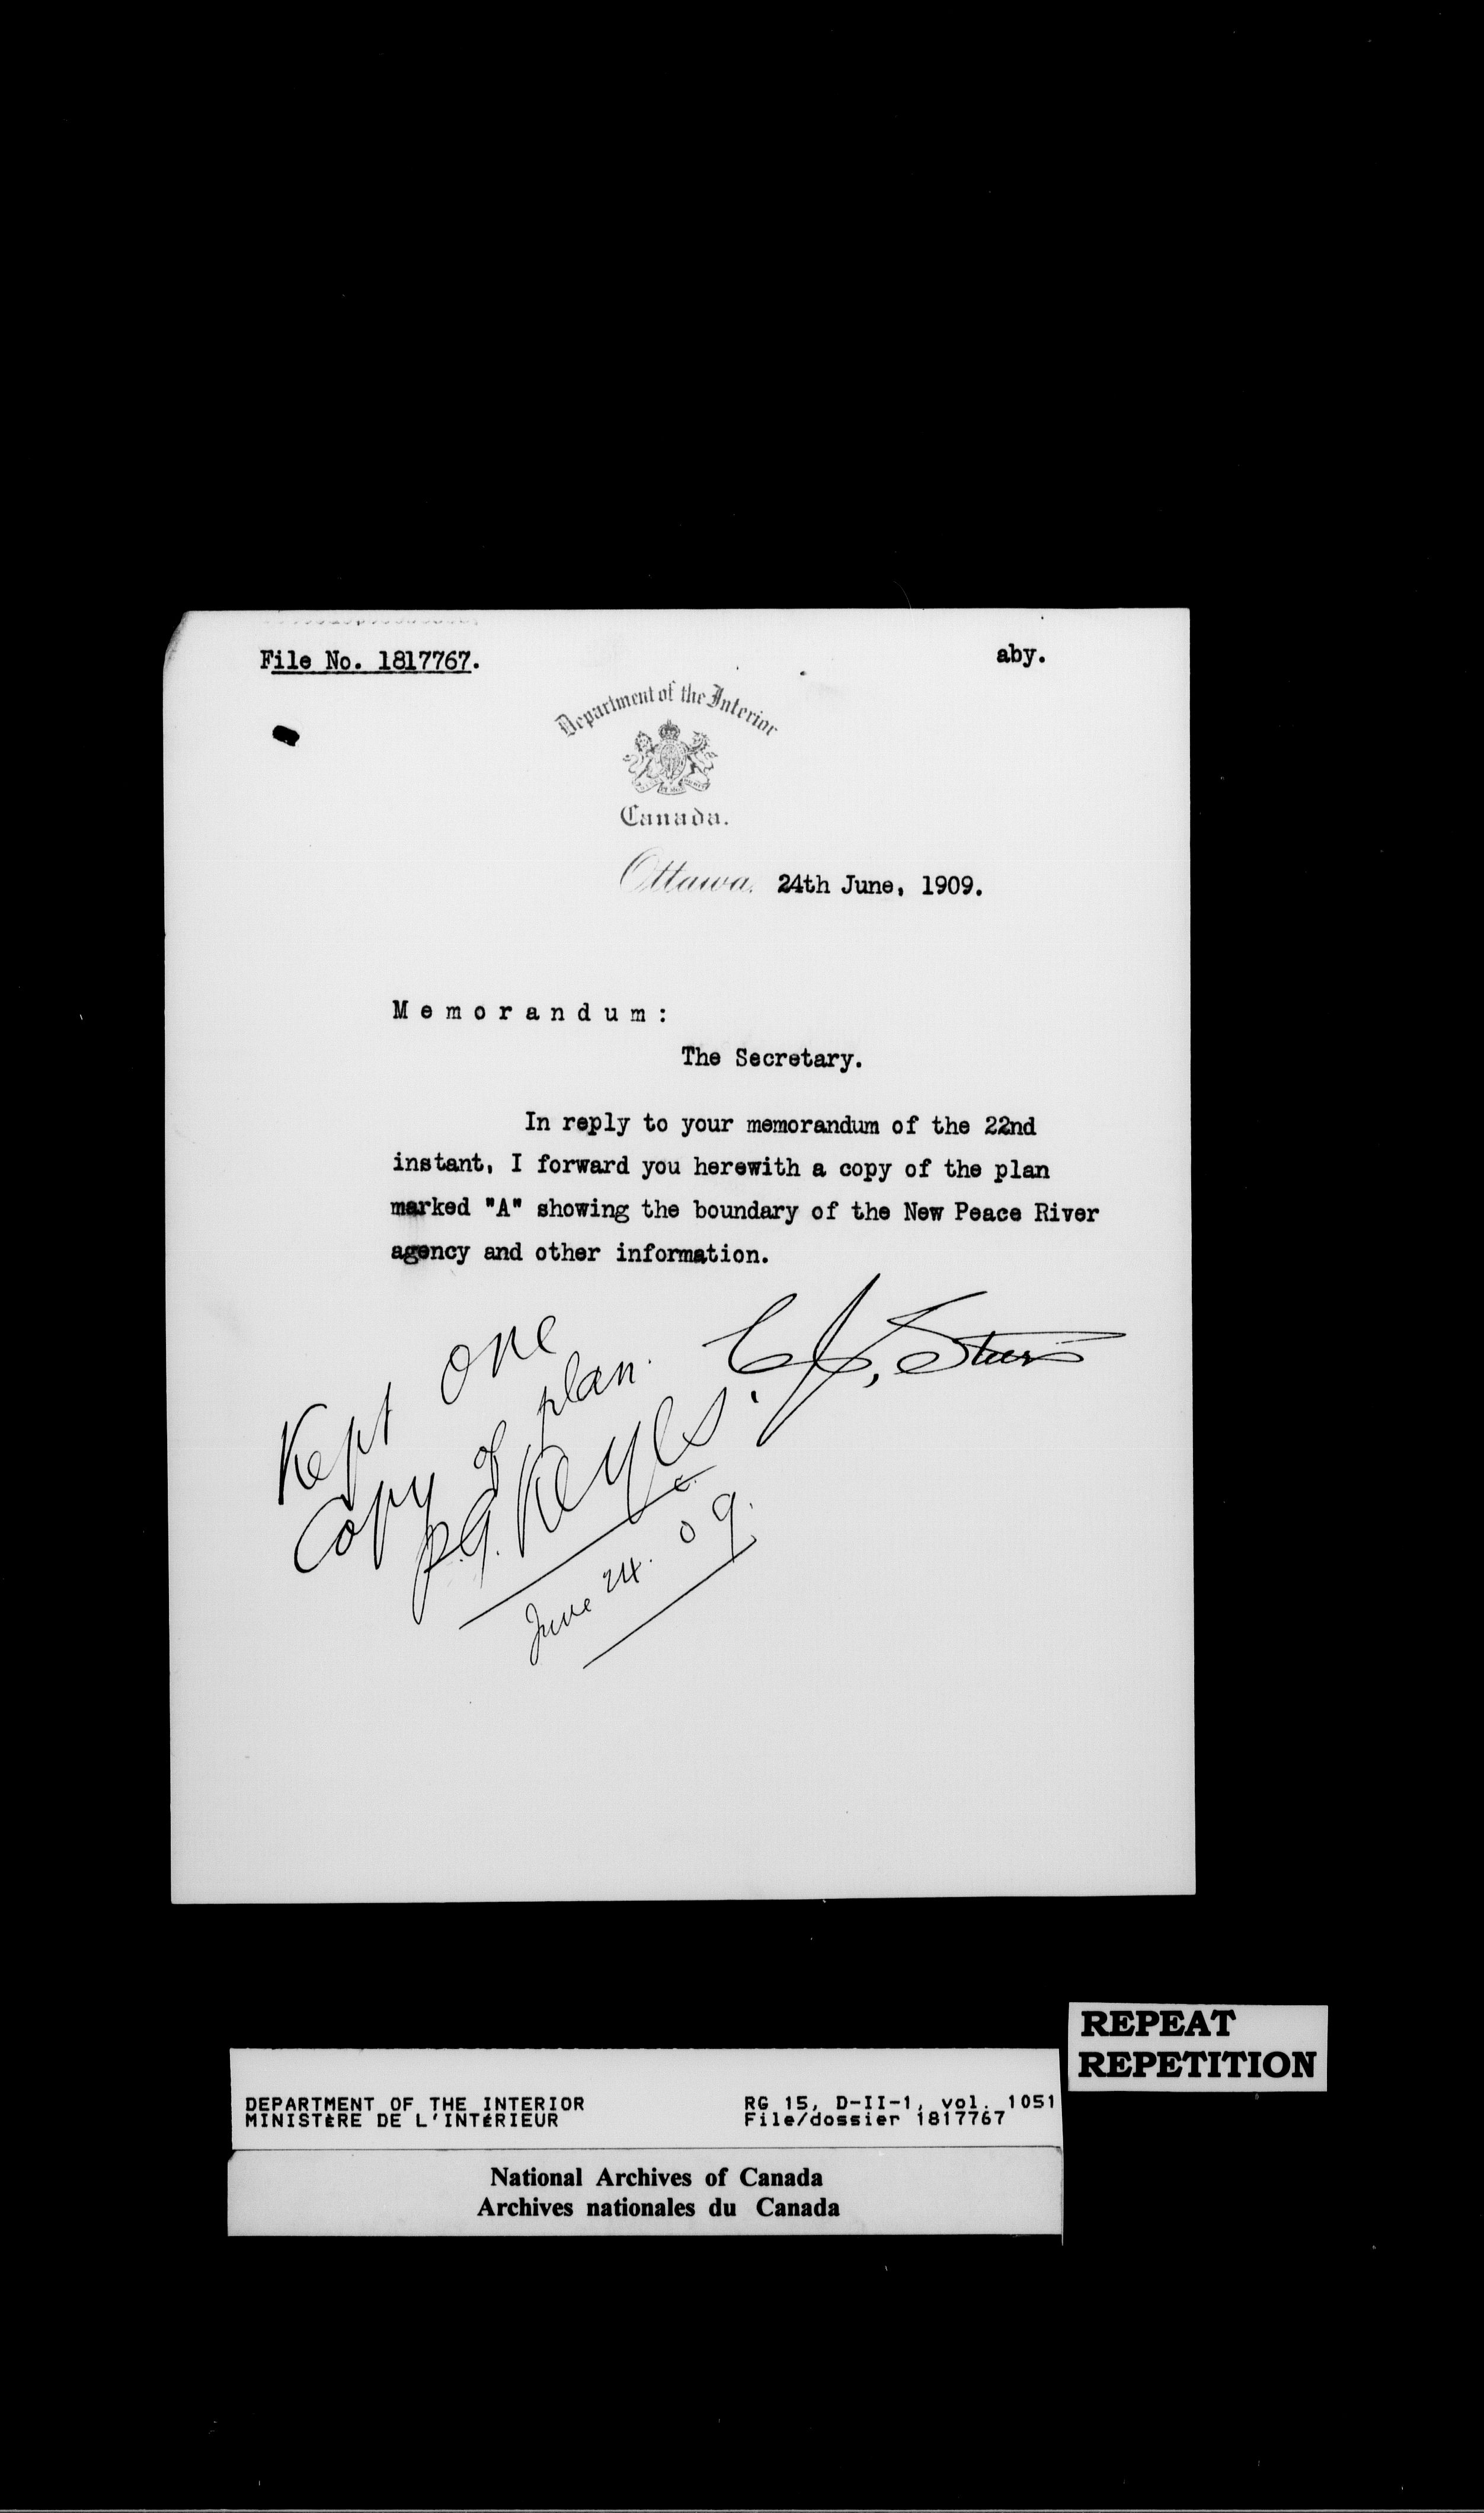 File No. 1817767.
aby.
Department of the Interior
Canada.
Ottawa, 24th June, 1909.
Memorandum:
The Secretary.
In reply to your memorandum of the 22nd
instant, I forward you herewith a copy of the plan
marked "A" showing the boundary of the New Peace River
agency and other information.
Kept one
copy of plan.
P.G. Keyes.
June 24. 09.
REPEAT
REPETITION
DEPARTMENT OF THE INTERIOR
MINISTÈRE DE L'INTÉRIEUR
RG 15, D-II-1, vol. 1051
File/dossier 1817767
National Archives of Canada
Archives nationales du Canada